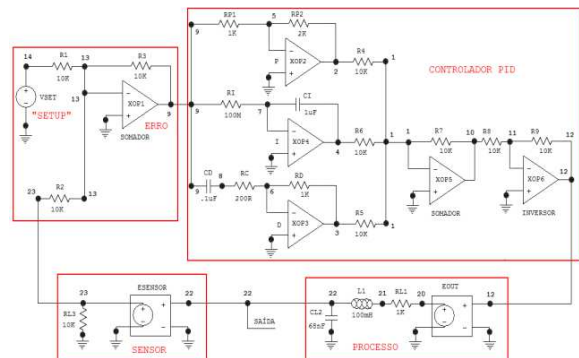 RP1
1K
5
RP2
2K
9
P
XOP2
2
R4
10K
1
CONTROLADOR PID
14
R1
10K
13
R3
10K
VSET
"SETUP"
13
XOP1
SOMADOR
9
ERRO
9
RI
100M
7
CI
1uF
I
XOP4
4
R6
10K
1
1
R7
10K
10
R8
10K
11
R9
10K
12
XOP5
SOMADOR
XOP6
INVERSOR
12
23
R2
10K
13
9
CD
.1uF
8
RC
200R
6
RD
1K
D
XOP3
3
R5
10K
1
23
RL3
10K
ESENSOR
22
SENSOR
22
SAÍDA
22
CL2
68nF
L1
100mH
21
RL1
1K
20
EOUT
12
PROCESSO